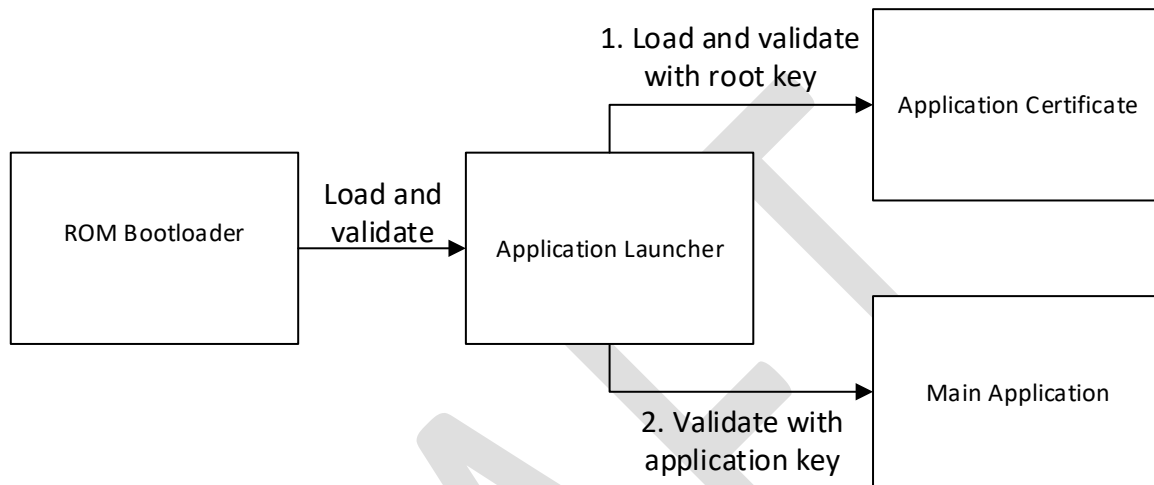 1. Load and validate
with root key
Application Certificate
ROM Bootloader
Load and
validate
Application Launcher
Main Application
2. Validate with
application key